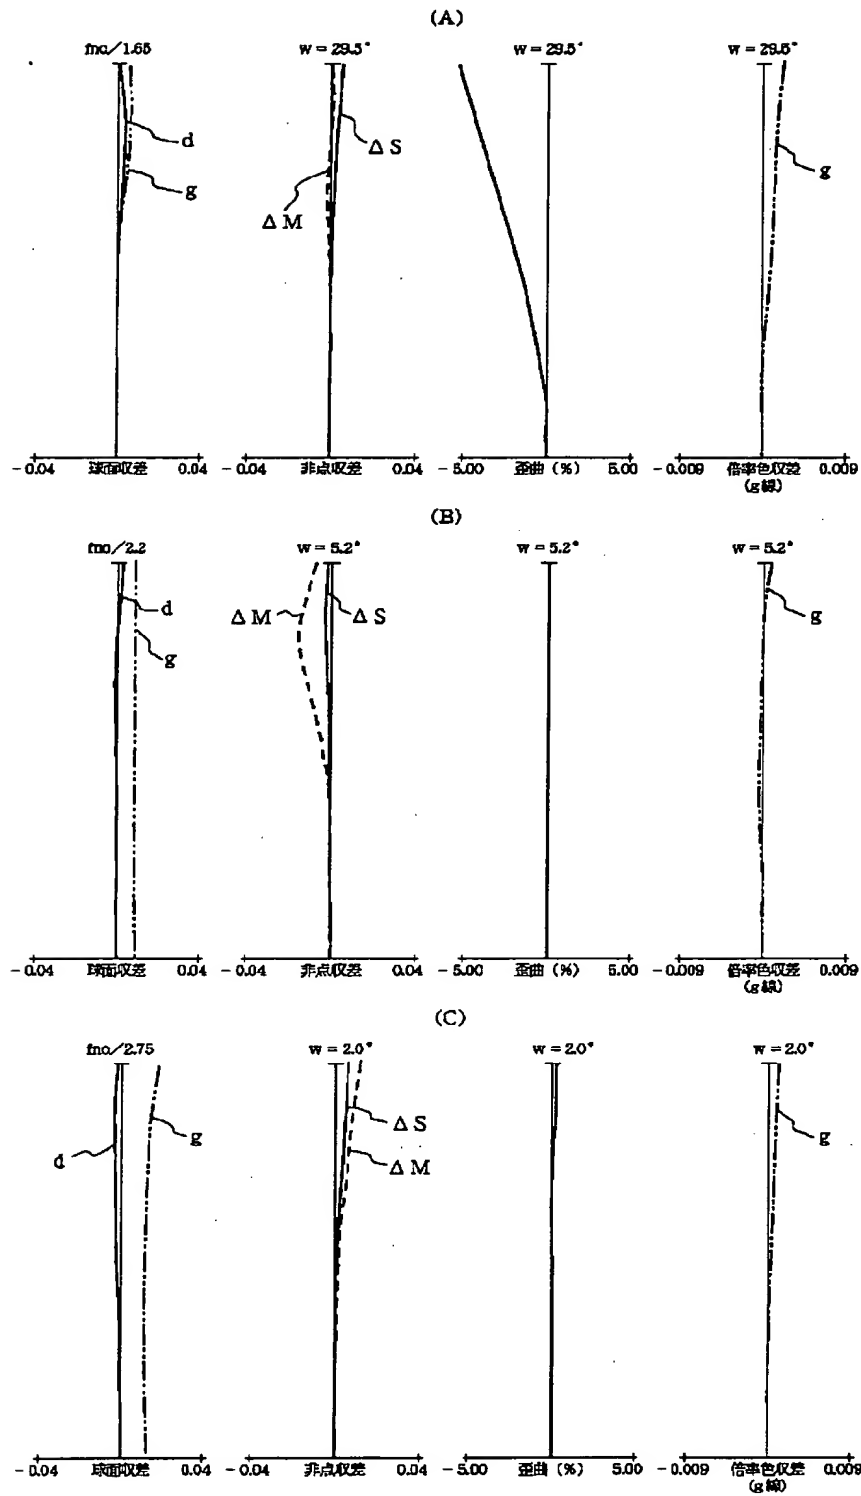 (A)
fno/1.65 w=29.5° w=29.5° w=29.5°
d
g
ΔS
ΔM
g
-0.04 球面収差 0.04 -0.04 非点収差 0.04 -5.00 歪曲(%) 5.00 -0.009 倍率色収差 0.009
(g線)
(B)
fno/2.2 w=5.2° w=5.2° w=5.2°
d
g
ΔM
ΔS
g
-0.04 球面収差 0.04 -0.04 非点収差 0.04 -5.00 歪曲(%) 5.00 -0.009 倍率色収差 0.009
(g線)
(C)
fno/2.75 w=2.0° w=2.0° w=2.0°
d
g
ΔS
ΔM
g
-0.04 球面収差 0.04 -0.04 非点収差 0.04 -5.00 歪曲(%) 5.00 -0.009 倍率色収差 0.009
(g線)